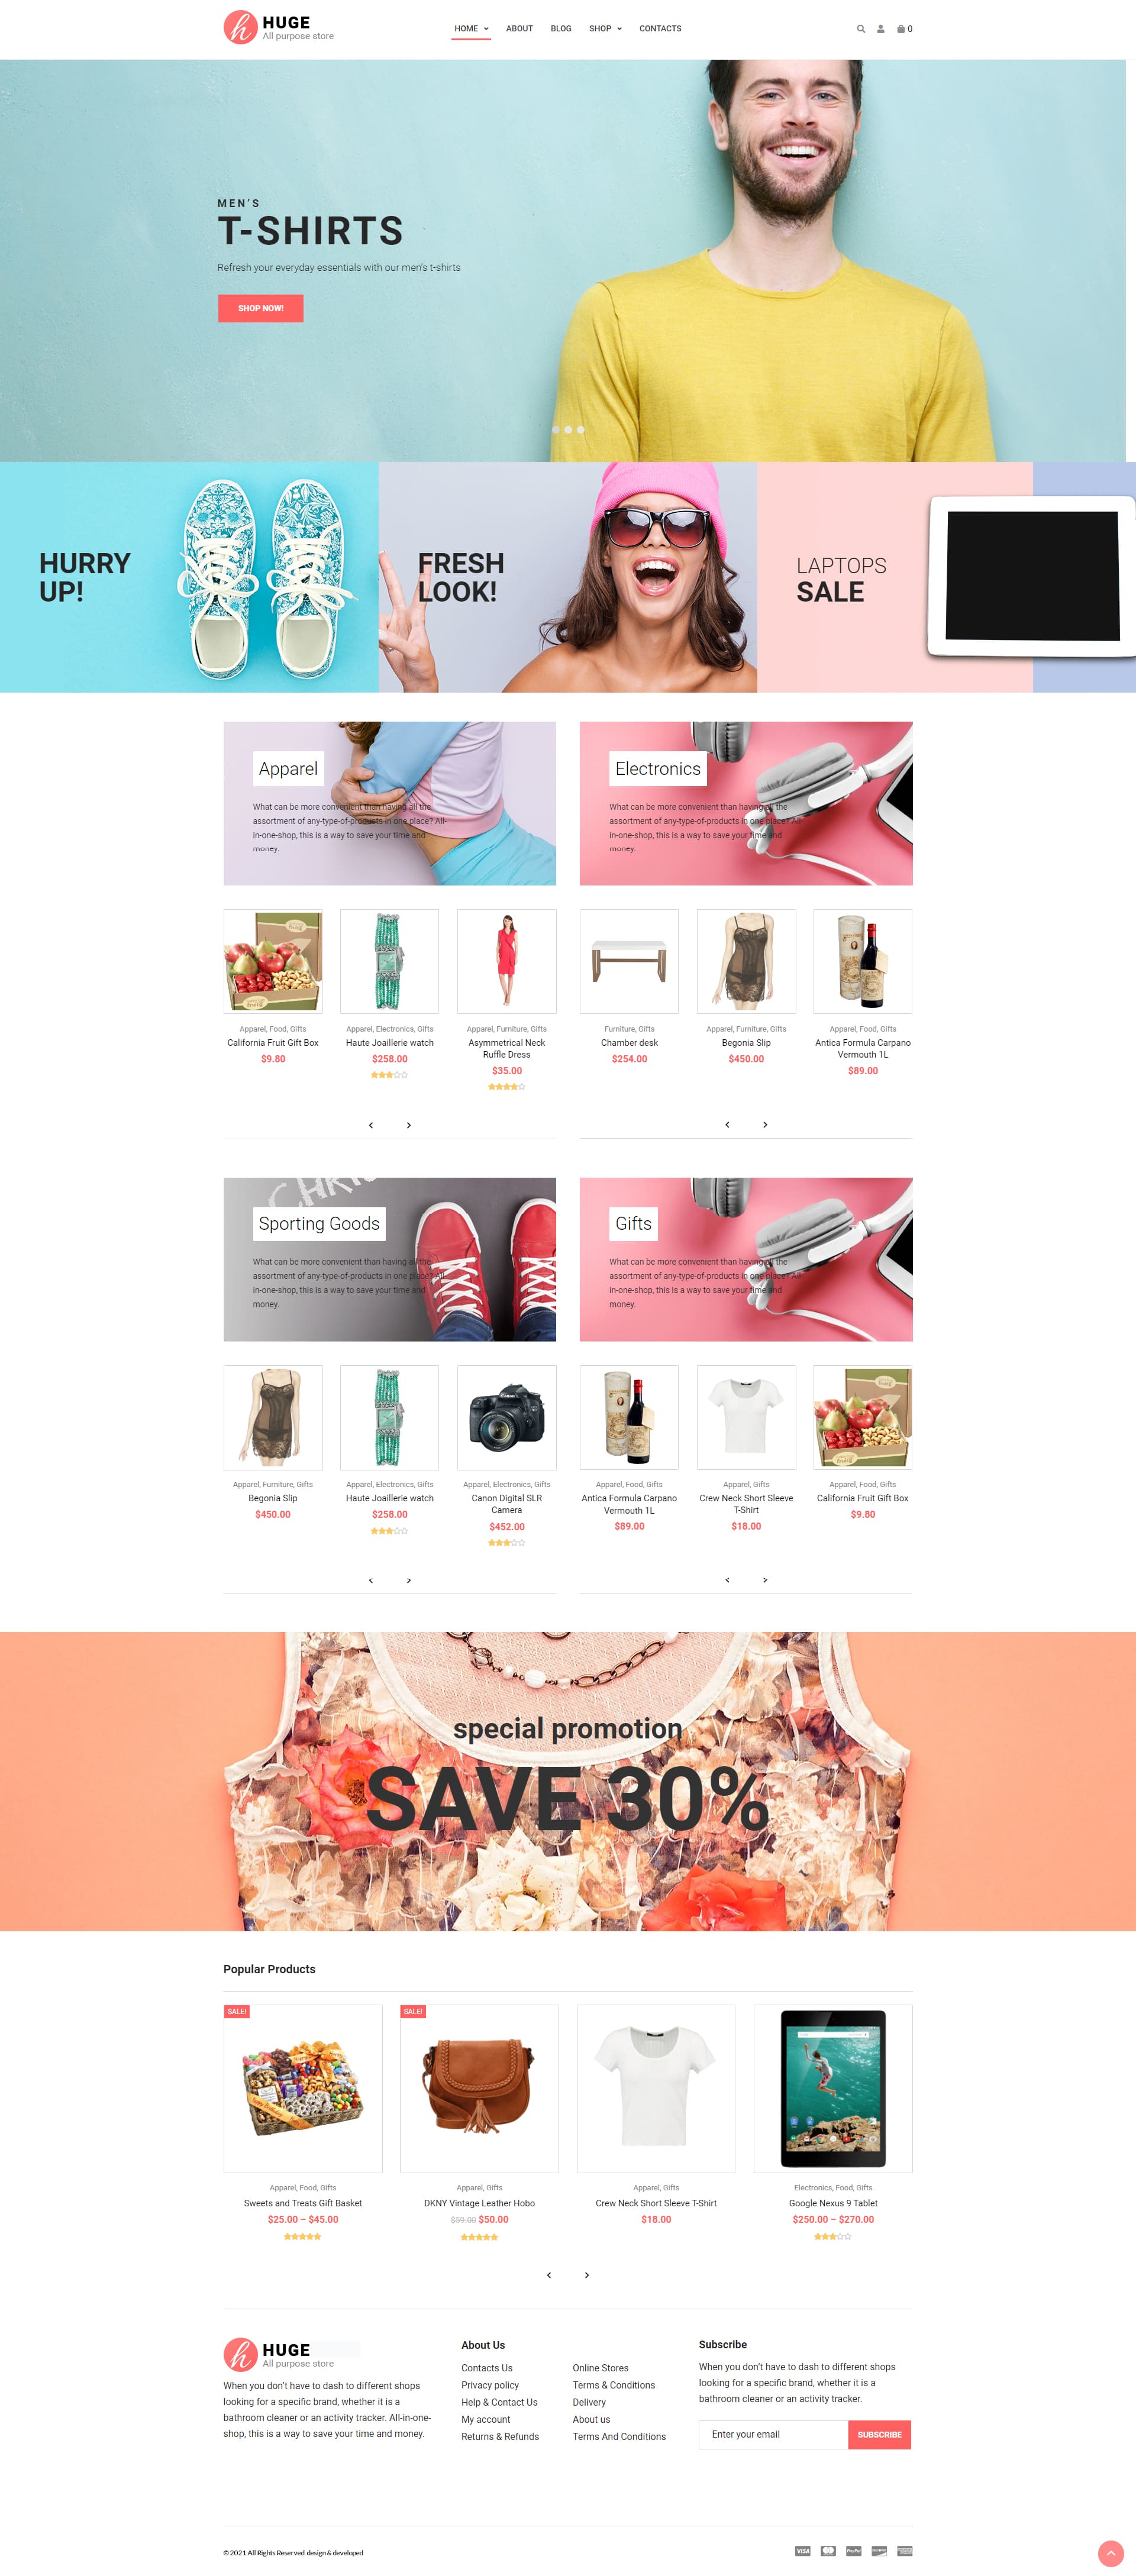 HUGE
All purpose store
HOME ABOUT BLOG SHOP CONTACTS
0
MEN'S
T-SHIRTS
Refresh your everyday essentials with our men's t-shirts
SHOP NOW!
HURRY
UP!
FRESH
LOOK!
LAPTOPS
SALE
Apparel
What can be more convenient than having all the
assortment of any-type-of-products in one place? All-
in-one-shop, this is a way to save your time and
money.
Electronics
What can be more convenient than having all the
assortment of any-type-of-products in one place? All-
in-one-shop, this is a way to save your time and
money.
Apparel, Food, Gifts
California Fruit Gift Box
$9.80
Apparel, Electronics, Gifts
Haute Joaillerie watch
$258.00
Apparel, Furniture, Gifts
Asymmetrical Neck
Ruffle Dress
$35.00
Furniture, Gifts
Chamber desk
$254.00
Apparel, Furniture, Gifts
Begonia Slip
$450.00
Apparel, Food, Gifts
Antica Formula Carpano
Vermouth 1L
$89.00
Sporting Goods
What can be more convenient than having all the
assortment of any-type-of-products in one place? All-
in-one-shop, this is a way to save your time and
money.
Gifts
What can be more convenient than having all the
assortment of any-type-of-products in one place? All-
in-one-shop, this is a way to save your time and
money.
Apparel, Furniture, Gifts
Begonia Slip
$450.00
Apparel, Electronics, Gifts
Haute Joaillerie watch
$258.00
Apparel, Electronics, Gifts
Canon Digital SLR
Camera
$452.00
Apparel, Food, Gifts
Antica Formula Carpano
Vermouth 1L
$89.00
Apparel, Gifts
Crew Neck Short Sleeve
T-Shirt
$18.00
Apparel, Food, Gifts
California Fruit Gift Box
$9.80
special promotion
SAVE 30%
Popular Products
SALE!
Apparel, Food, Gifts
Sweets and Treats Gift Basket
$25.00 – $45.00
SALE!
Apparel, Gifts
DKNY Vintage Leather Hobo
$59.00 $50.00
Apparel, Gifts
Crew Neck Short Sleeve T-Shirt
$18.00
Electronics, Food, Gifts
Google Nexus 9 Tablet
$250.00 – $270.00
HUGE
All purpose store
When you don't have to dash to different shops
looking for a specific brand, whether it is a
bathroom cleaner or an activity tracker. All-in-one-
shop, this is a way to save your time and money.
About Us
Contacts Us
Privacy policy
Help & Contact Us
My account
Returns & Refunds
Online Stores
Terms & Conditions
Delivery
About us
Terms And Conditions
Subscribe
When you don't have to dash to different shops
looking for a specific brand, whether it is a
bathroom cleaner or an activity tracker.
Enter your email
SUBSCRIBE
© 2021 All Rights Reserved. design & developed
VISA
PayPal